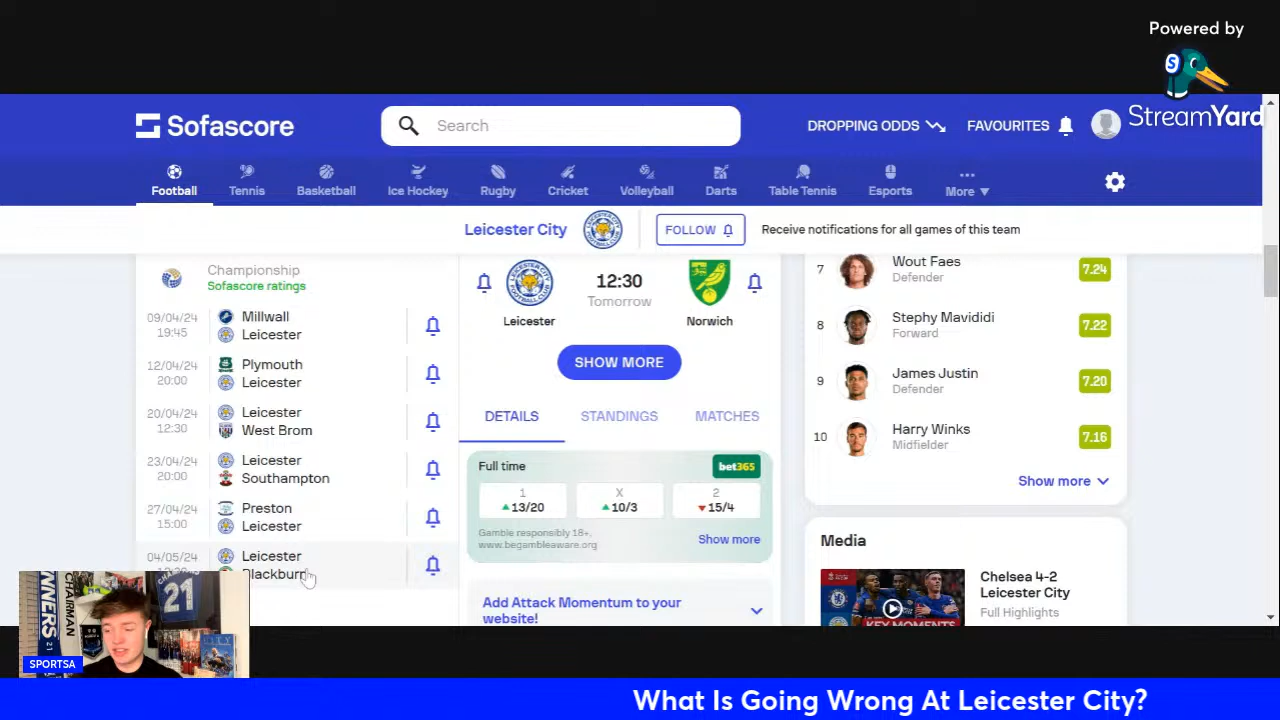 Powered by
StreamYard
Sofascore
Search
DROPPING ODDS
FAVOURITES
Football
Tennis
Basketball
Ice Hockey
Rugby
Cricket
Volleyball
Darts
Table Tennis
Esports
More
Leicester City
FOLLOW
Receive notifications for all games of this team
Championship
Sofascore ratings
09/04/24
19:45
Millwall
Leicester
12/04/24
20:00
Plymouth
Leicester
20/04/24
12:30
Leicester
West Brom
23/04/24
20:00
Leicester
Southampton
27/04/24
15:00
Preston
Leicester
04/05/24
Leicester
Blackburn
12:30
Tomorrow
Leicester
Norwich
SHOW MORE
DETAILS
STANDINGS
MATCHES
Full time
bet365
1
13/20
X
10/3
2
15/4
Gamble responsibly 18+,
www.begambleaware.org
Show more
Add Attack Momentum to your
website!
7
Wout Faes
Defender
7.24
8
Stephy Mavididi
Forward
7.22
9
James Justin
Defender
7.20
10
Harry Winks
Midfielder
7.16
Show more
Media
KEY MOMENTS
Chelsea 4-2
Leicester City
Full Highlights
CHAIRMAN
21
SPORTSA
What Is Going Wrong At Leicester City?